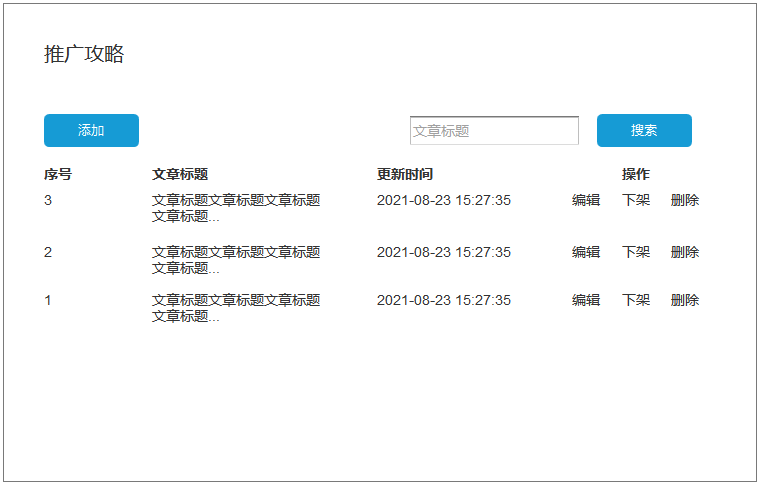 推广攻略
添加 文章标题 搜索
序号 文章标题 更新时间 操作
3 文章标题文章标题文章标题 2021-08-23 15:27:35 编辑 下架 删除
文章标题...
2 文章标题文章标题文章标题 2021-08-23 15:27:35 编辑 下架 删除
文章标题...
1 文章标题文章标题文章标题 2021-08-23 15:27:35 编辑 下架 删除
文章标题...